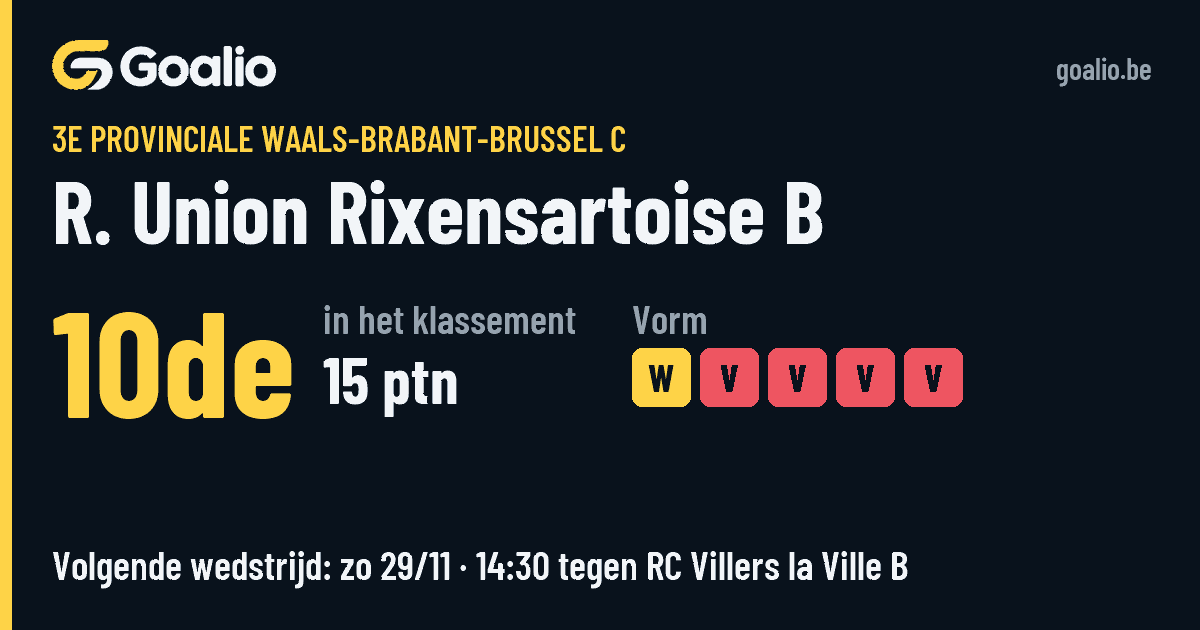 Goalio
goalio.be
3E PROVINCIALE WAALS-BRABANT-BRUSSEL C
R. Union Rixensartoise B
10de
in het klassement
15 ptn
Vorm
W V V V V
Volgende wedstrijd: zo 29/11 · 14:30 tegen RC Villers la Ville B